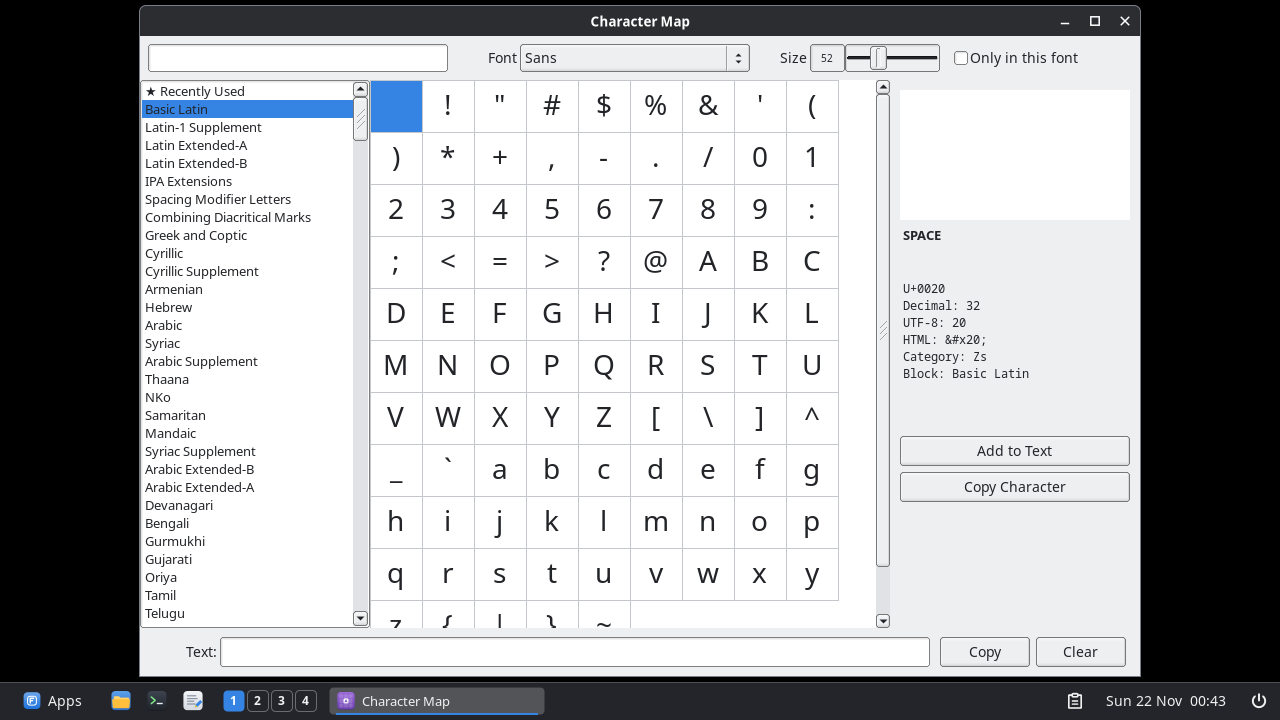 Character Map
Font Sans Size 52 Only in this font
★ Recently Used
Basic Latin
Latin-1 Supplement
Latin Extended-A
Latin Extended-B
IPA Extensions
Spacing Modifier Letters
Combining Diacritical Marks
Greek and Coptic
Cyrillic
Cyrillic Supplement
Armenian
Hebrew
Arabic
Syriac
Arabic Supplement
Thaana
NKo
Samaritan
Mandaic
Syriac Supplement
Arabic Extended-B
Arabic Extended-A
Devanagari
Bengali
Gurmukhi
Gujarati
Oriya
Tamil
Telugu
! " # $ % & ' (
) * + , - . / 0 1
2 3 4 5 6 7 8 9 :
; < = > ? @ A B C
D E F G H I J K L
M N O P Q R S T U
V W X Y Z [ \ ] ^
_ ` a b c d e f g
h i j k l m n o p
q r s t u v w x y
z { | } ~
SPACE
U+0020
Decimal: 32
UTF-8: 20
HTML: &#x20;
Category: Zs
Block: Basic Latin
Add to Text
Copy Character
Text: Copy Clear
Apps 1 2 3 4 Character Map Sun 22 Nov 00:43